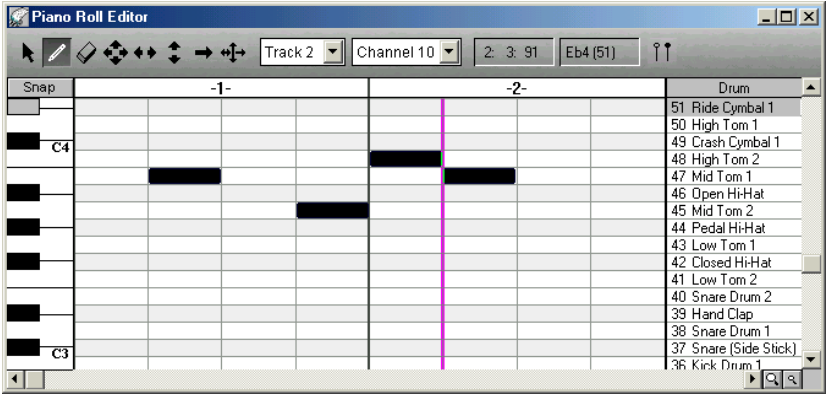 Piano Roll Editor
Track 2 Channel 10 2: 3: 91 Eb4 (51)
Snap -1- -2- Drum
51 Ride Cymbal 1
50 High Tom 1
C4 49 Crash Cymbal 1
48 High Tom 2
47 Mid Tom 1
46 Open Hi-Hat
45 Mid Tom 2
44 Pedal Hi-Hat
43 Low Tom 1
42 Closed Hi-Hat
41 Low Tom 2
40 Snare Drum 2
39 Hand Clap
38 Snare Drum 1
C3 37 Snare (Side Stick)
36 Kick Drum 1